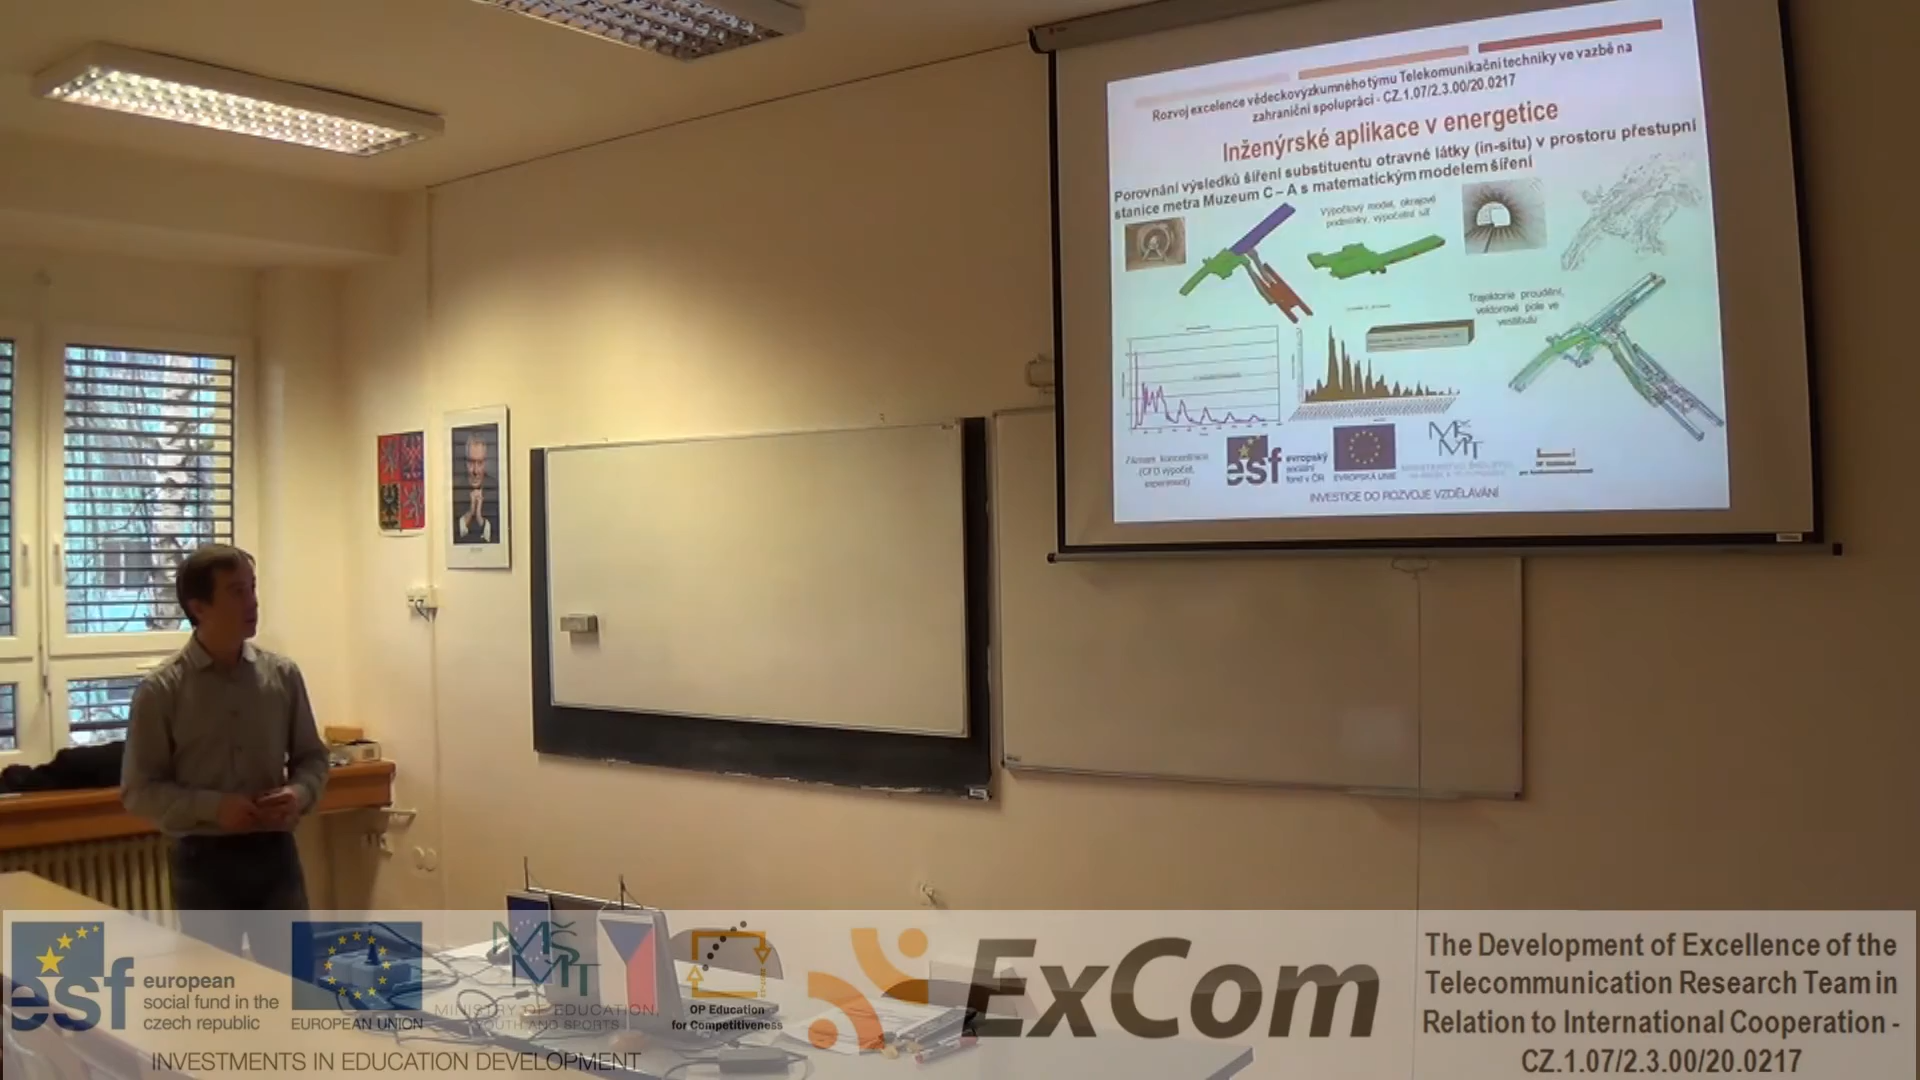 Rozvoj excelence vědeckovýzkumného týmu Telekomunikační techniky ve vazbě na
zahraniční spolupráci - CZ.1.07/2.3.00/20.0217
Inženýrské aplikace v energetice
Porovnání výsledků šíření substituentu otravné látky (in-situ) v prostoru přestupní
stanice metra Muzeum C – A s matematickým modelem šíření
Výpočtový model, okrajové
podmínky, výpočetní síť
Trajektorie proudění,
vektorové pole ve
vestibulu
Záznam koncentrace
(CFD výpočet,
experiment)
esf
evropský
sociální
fond v ČR
EVROPSKÁ UNIE
MŠMT
INVESTICE DO ROZVOJE VZDĚLÁVÁNÍ
esf
european
social fund in the
czech republic
EUROPEAN UNION
MŠMT
MINISTRY OF EDUCATION,
YOUTH AND SPORTS
OP Education
for Competitiveness
INVESTMENTS IN EDUCATION DEVELOPMENT
ExCom
The Development of Excellence of the
Telecommunication Research Team in
Relation to International Cooperation -
CZ.1.07/2.3.00/20.0217